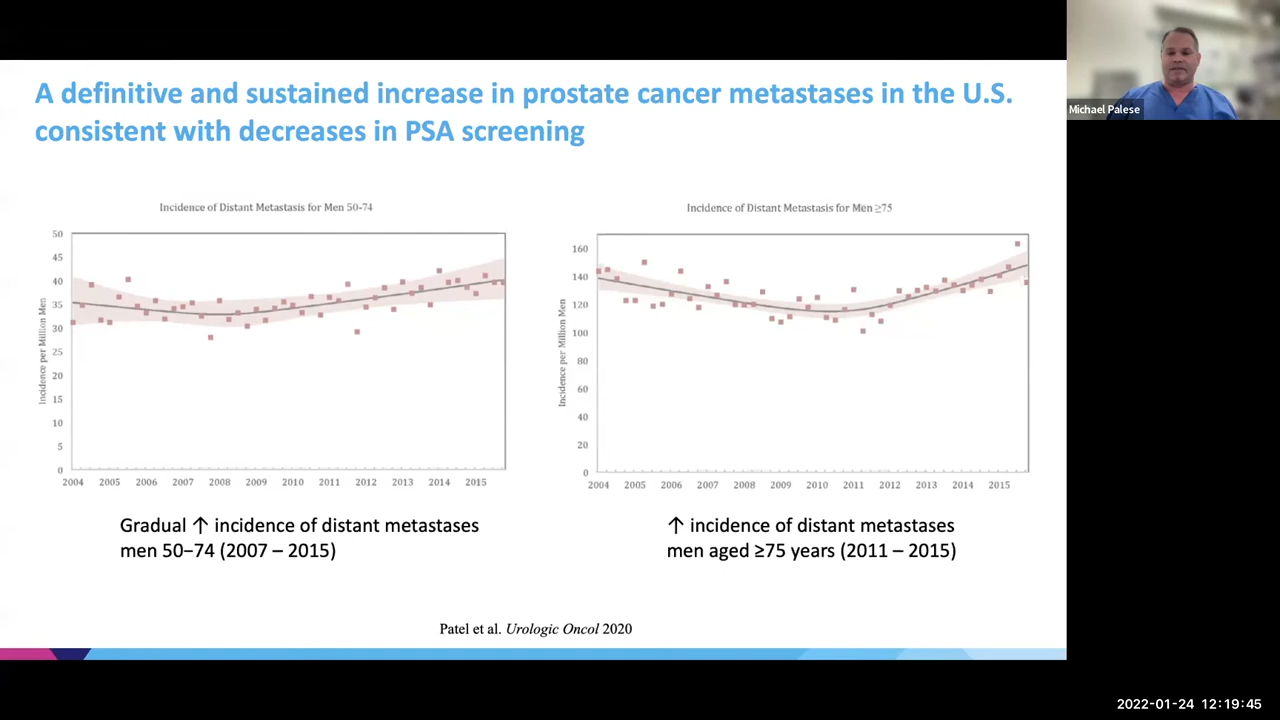 A definitive and sustained increase in prostate cancer metastases in the U.S.
consistent with decreases in PSA screening
Michael Palese
Incidence of Distant Metastasis for Men 50-74
Incidence per Million Men
50
45
40
35
30
25
20
15
10
5
0
2004 2005 2006 2007 2008 2009 2010 2011 2012 2013 2014 2015
Incidence of Distant Metastasis for Men ≥75
Incidence per Million Men
160
140
120
100
80
60
40
20
0
2004 2005 2006 2007 2008 2009 2010 2011 2012 2013 2014 2015
Gradual ↑ incidence of distant metastases
men 50–74 (2007 – 2015)
↑ incidence of distant metastases
men aged ≥75 years (2011 – 2015)
Patel et al. Urologic Oncol 2020
2022-01-24 12:19:45